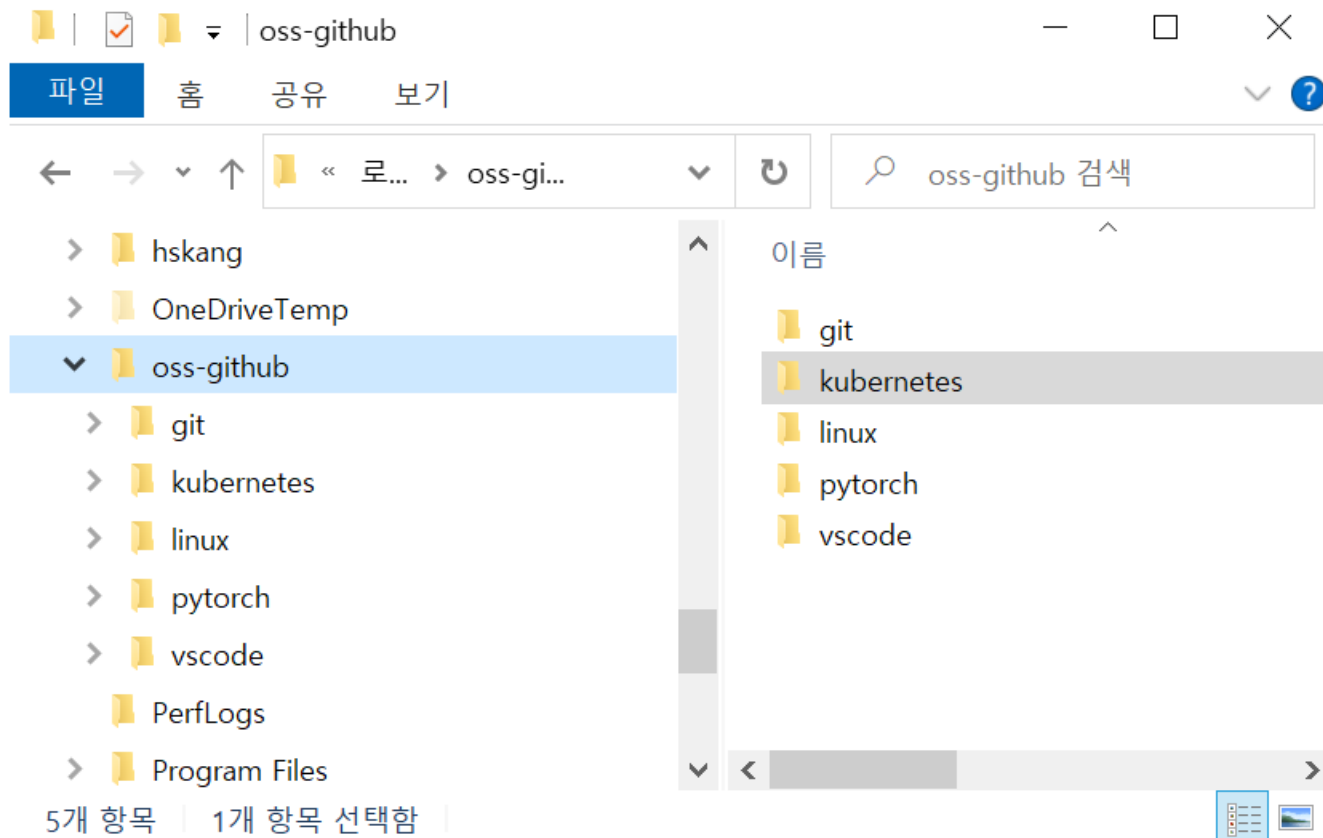 oss-github
파일 홈 공유 보기
« 로... oss-gi... oss-github 검색
hskang
OneDriveTemp
oss-github
git
kubernetes
linux
pytorch
vscode
PerfLogs
Program Files
이름
git
kubernetes
linux
pytorch
vscode
5개 항목 1개 항목 선택함